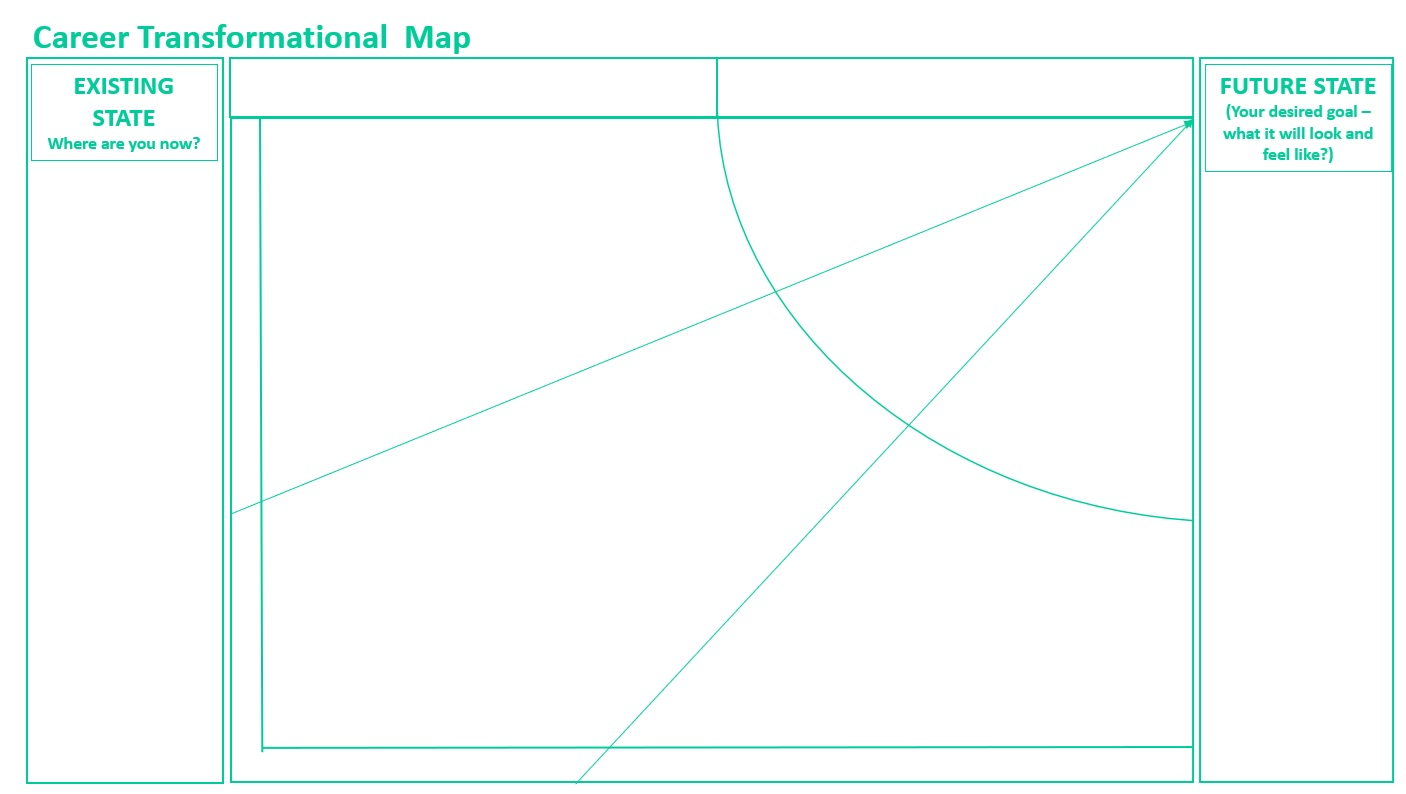 Career Transformational  Map
EXISTING
STATE
Where are you now?
FUTURE STATE
(Your desired goal –
what it will look and
feel like?)